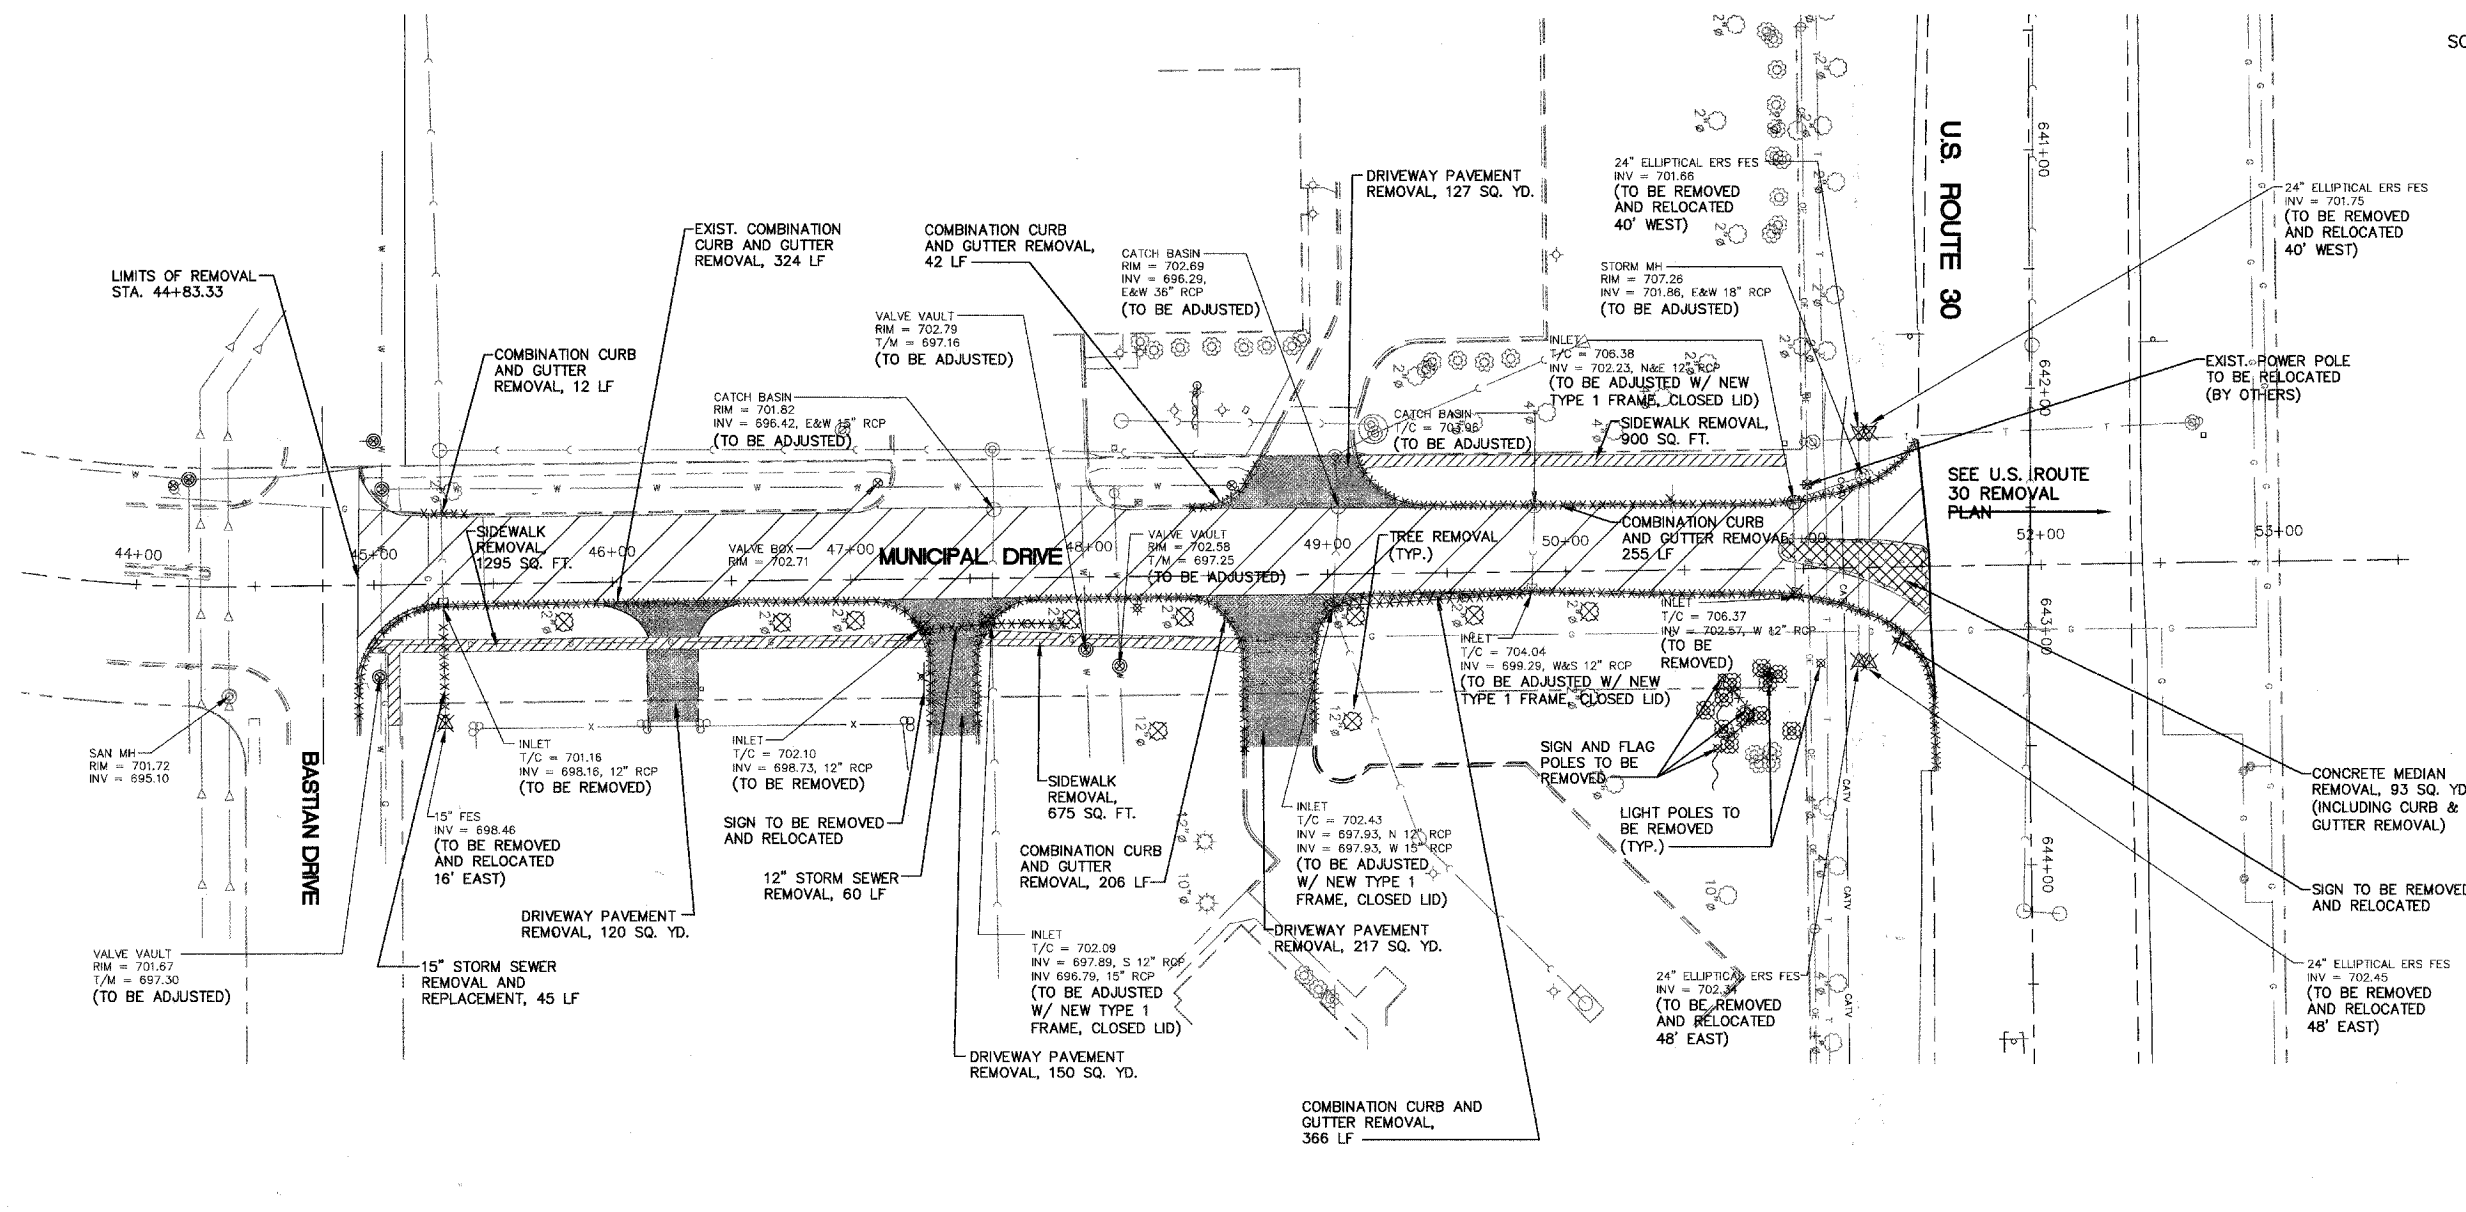 SC
LIMITS OF REMOVAL
STA. 44+83.33
EXIST. COMBINATION
CURB AND GUTTER
REMOVAL, 324 LF
COMBINATION CURB
AND GUTTER REMOVAL,
42 LF
CATCH BASIN
RIM = 702.69
INV = 696.29,
E&W 36" RCP
(TO BE ADJUSTED)
DRIVEWAY PAVEMENT
REMOVAL, 127 SQ. YD.
24" ELLIPTICAL ERS FES
INV = 701.66
(TO BE REMOVED
AND RELOCATED
40' WEST)
U.S. ROUTE 30
641+00
24" ELLIPTICAL ERS FES
INV = 701.75
(TO BE REMOVED
AND RELOCATED
40' WEST)
STORM MH
RIM = 707.26
INV = 701.86, E&W 18" RCP
(TO BE ADJUSTED)
VALVE VAULT
RIM = 702.79
T/M = 697.16
(TO BE ADJUSTED)
COMBINATION CURB
AND GUTTER
REMOVAL, 12 LF
INLET
T/C = 706.38
INV = 702.23, N&E 12" RCP
(TO BE ADJUSTED W/ NEW
TYPE 1 FRAME, CLOSED LID)
642+00
EXIST. POWER POLE
TO BE RELOCATED
(BY OTHERS)
CATCH BASIN
RIM = 701.82
INV = 696.42, E&W 15" RCP
(TO BE ADJUSTED)
CATCH BASIN
(TO BE ADJUSTED)
SIDEWALK REMOVAL,
900 SQ. FT.
SEE U.S. ROUTE
30 REMOVAL
PLAN
SIDEWALK
REMOVAL,
1295 SQ. FT.
COMBINATION CURB
AND GUTTER REMOVAL,
255 LF
44+00
45+00
46+00
47+00
48+00
49+00
50+00
52+00
53+00
VALVE BOX
RIM = 702.71
MUNICIPAL DRIVE
VALVE VAULT
RIM = 702.58
T/M = 697.25
(TO BE ADJUSTED)
TREE REMOVAL
(TYP.)
INLET
T/C = 706.37
INV = 702.57, W 12" RCP
(TO BE
REMOVED)
643+00
INLET
T/C = 704.04
INV = 699.29, W&S 12" RCP
(TO BE ADJUSTED W/ NEW
TYPE 1 FRAME, CLOSED LID)
SAN MH
RIM = 701.72
INV = 695.10
BASTIAN DRIVE
INLET
T/C = 701.16
INV = 698.16, 12" RCP
(TO BE REMOVED)
INLET
T/C = 702.10
INV = 698.73, 12" RCP
(TO BE REMOVED)
SIGN AND FLAG
POLES TO BE
REMOVED
SIDEWALK
REMOVAL,
675 SQ. FT.
CONCRETE MEDIAN
REMOVAL, 93 SQ. YD
(INCLUDING CURB &
GUTTER REMOVAL)
15" FES
INV = 698.46
(TO BE REMOVED
AND RELOCATED
16' EAST)
SIGN TO BE REMOVED
AND RELOCATED
INLET
T/C = 702.43
INV = 697.93, N 12" RCP
INV = 697.93, W 15" RCP
(TO BE ADJUSTED
W/ NEW TYPE 1
FRAME, CLOSED LID)
LIGHT POLES TO
BE REMOVED
(TYP.)
COMBINATION CURB
AND GUTTER
REMOVAL, 206 LF
12" STORM SEWER
REMOVAL, 60 LF
12"Ø
10"Ø
CATV
644+00
SIGN TO BE REMOVED
AND RELOCATED
DRIVEWAY PAVEMENT
REMOVAL, 120 SQ. YD.
DRIVEWAY PAVEMENT
REMOVAL, 217 SQ. YD.
INLET
T/C = 702.09
INV = 697.89, S 12" RCP
INV 696.79, 15" RCP
(TO BE ADJUSTED
W/ NEW TYPE 1
FRAME, CLOSED LID)
VALVE VAULT
RIM = 701.67
T/M = 697.30
(TO BE ADJUSTED)
15" STORM SEWER
REMOVAL AND
REPLACEMENT, 45 LF
24" ELLIPTICAL ERS FES
INV = 702.34
(TO BE REMOVED
AND RELOCATED
48' EAST)
24" ELLIPTICAL ERS FES
INV = 702.45
(TO BE REMOVED
AND RELOCATED
48' EAST)
DRIVEWAY PAVEMENT
REMOVAL, 150 SQ. YD.
COMBINATION CURB AND
GUTTER REMOVAL,
366 LF